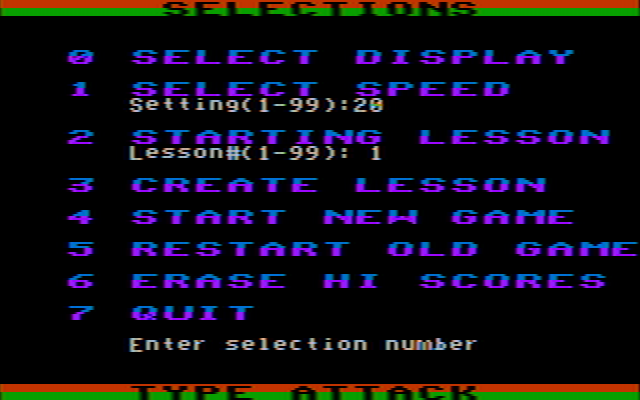 SELECTIONS
0 SELECT DISPLAY
1 SELECT SPEED
Setting(1-99):20
2 STARTING LESSON
Lesson#(1-99): 1
3 CREATE LESSON
4 START NEW GAME
5 RESTART OLD GAME
6 ERASE HI SCORES
7 QUIT
Enter selection number
TYPE ATTACK